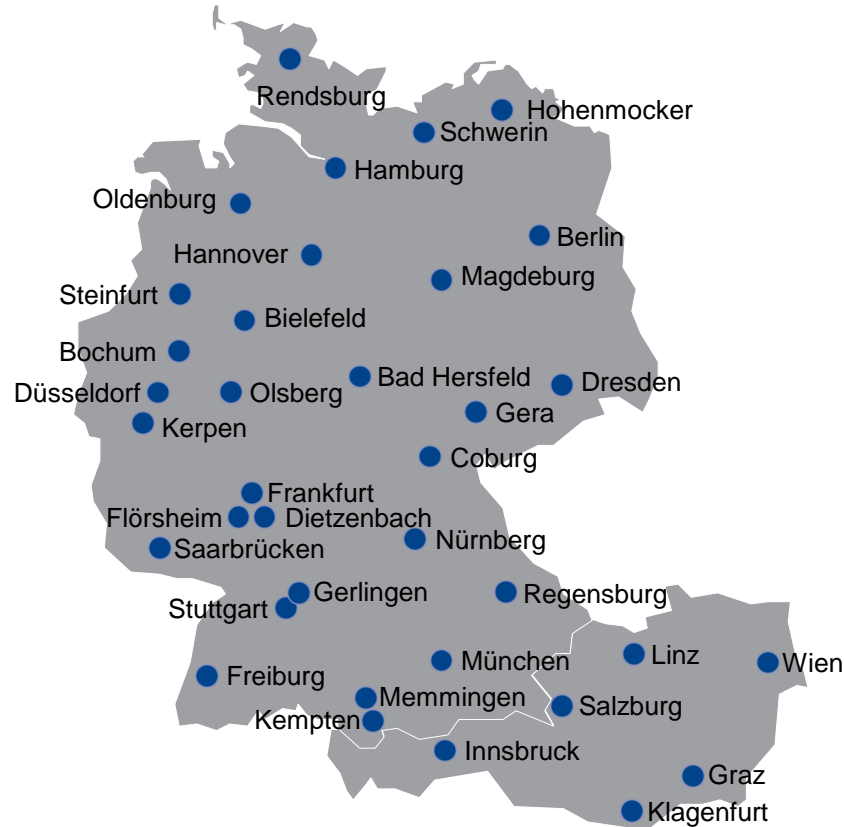 Rendsburg
Hohenmocker
Schwerin
Hamburg
Oldenburg
Berlin
Hannover
Magdeburg
Steinfurt
Bielefeld
Bochum
Bad Hersfeld
Dresden
Düsseldorf
Olsberg
Gera
Kerpen
Coburg
Frankfurt
Flörsheim
Dietzenbach
Nürnberg
Saarbrücken
Gerlingen
Regensburg
Stuttgart
Linz
München
Wien
Freiburg
Memmingen
Salzburg
Kempten
Innsbruck
Graz
Klagenfurt